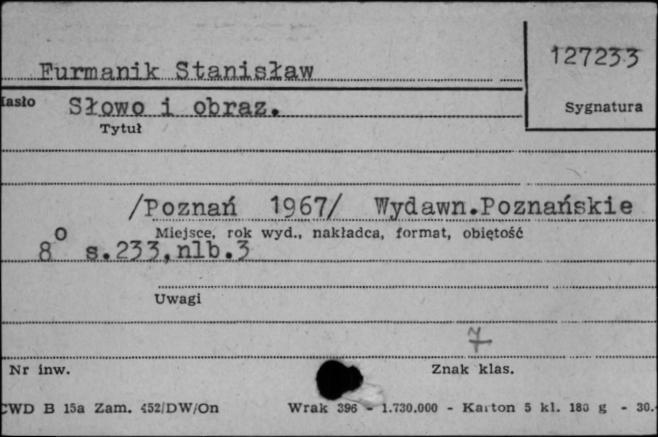 127233
Furmanik Stanisław
Hasło Słowo i obraz.
Sygnatura
Tytuł
/Poznań 1967/ Wydawn.Poznańskie
Miejsce, rok wyd., nakładca, format, objętość
8° s.233,nlb.3
Uwagi
7
Nr inw.
Znak klas.
CWD B 15a Zam. 452/DW/On Wrak 396 - 1.730.000 - Karton 5 kl. 180 g - 30.